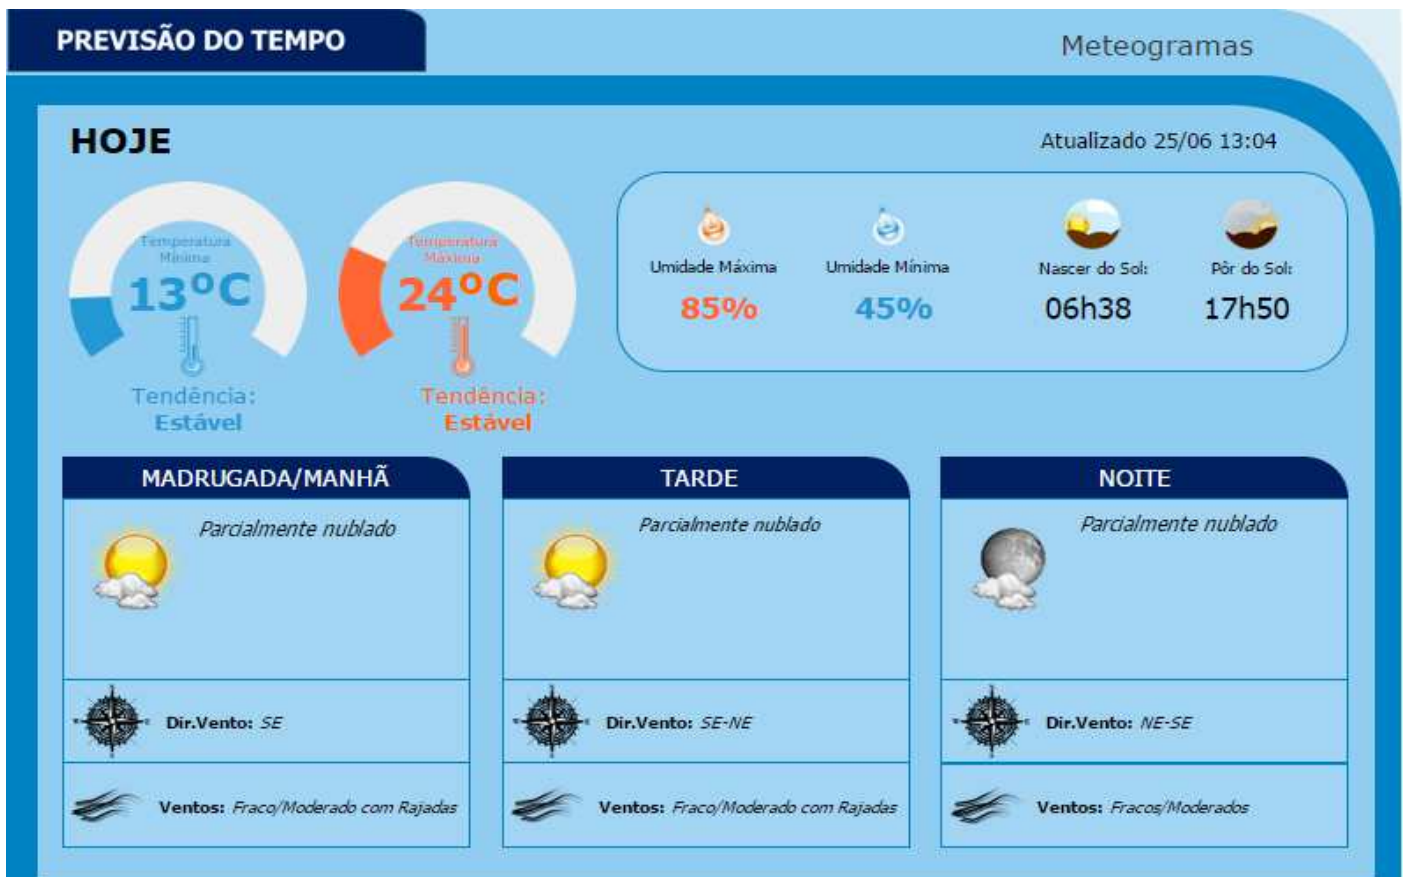 PREVISÃO DO TEMPO
Meteogramas
HOJE
Atualizado 25/06 13:04
Temperatura
Mínima
13ºC
Tendência:
Estável
Temperatura
Máxima
24ºC
Tendência:
Estável
Umidade Máxima
85%
Umidade Mínima
45%
Nascer do Sol:
06h38
Pôr do Sol:
17h50
MADRUGADA/MANHÃ
Parcialmente nublado
Dir.Vento: SE
Ventos: Fraco/Moderado com Rajadas
TARDE
Parcialmente nublado
Dir.Vento: SE-NE
Ventos: Fraco/Moderado com Rajadas
NOITE
Parcialmente nublado
Dir.Vento: NE-SE
Ventos: Fracos/Moderados